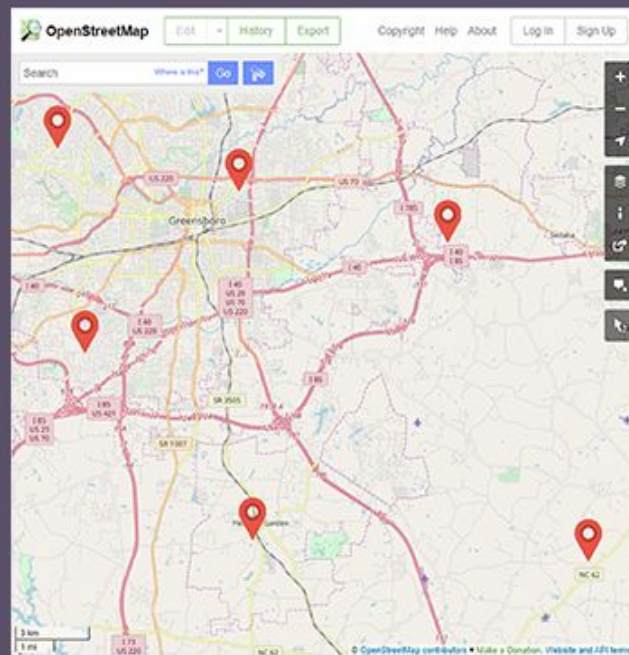 OpenStreetMap Edit History Export Copyright Help About Log In Sign Up
Search Where is this? Go
US 220 US 70
Greensboro
I 785
Sedalia
I 40
I 85
I 40
I 40
I 40
US 29
US 70
US 220
I 40
US 220
I 85
SR 3505
I 85
US 421
I 85
US 29
US 70
SR 1007
NC 62
3 km
1 mi
I 73
US 220
NC 62
© OpenStreetMap contributors ♥ Make a Donation. Website and API terms